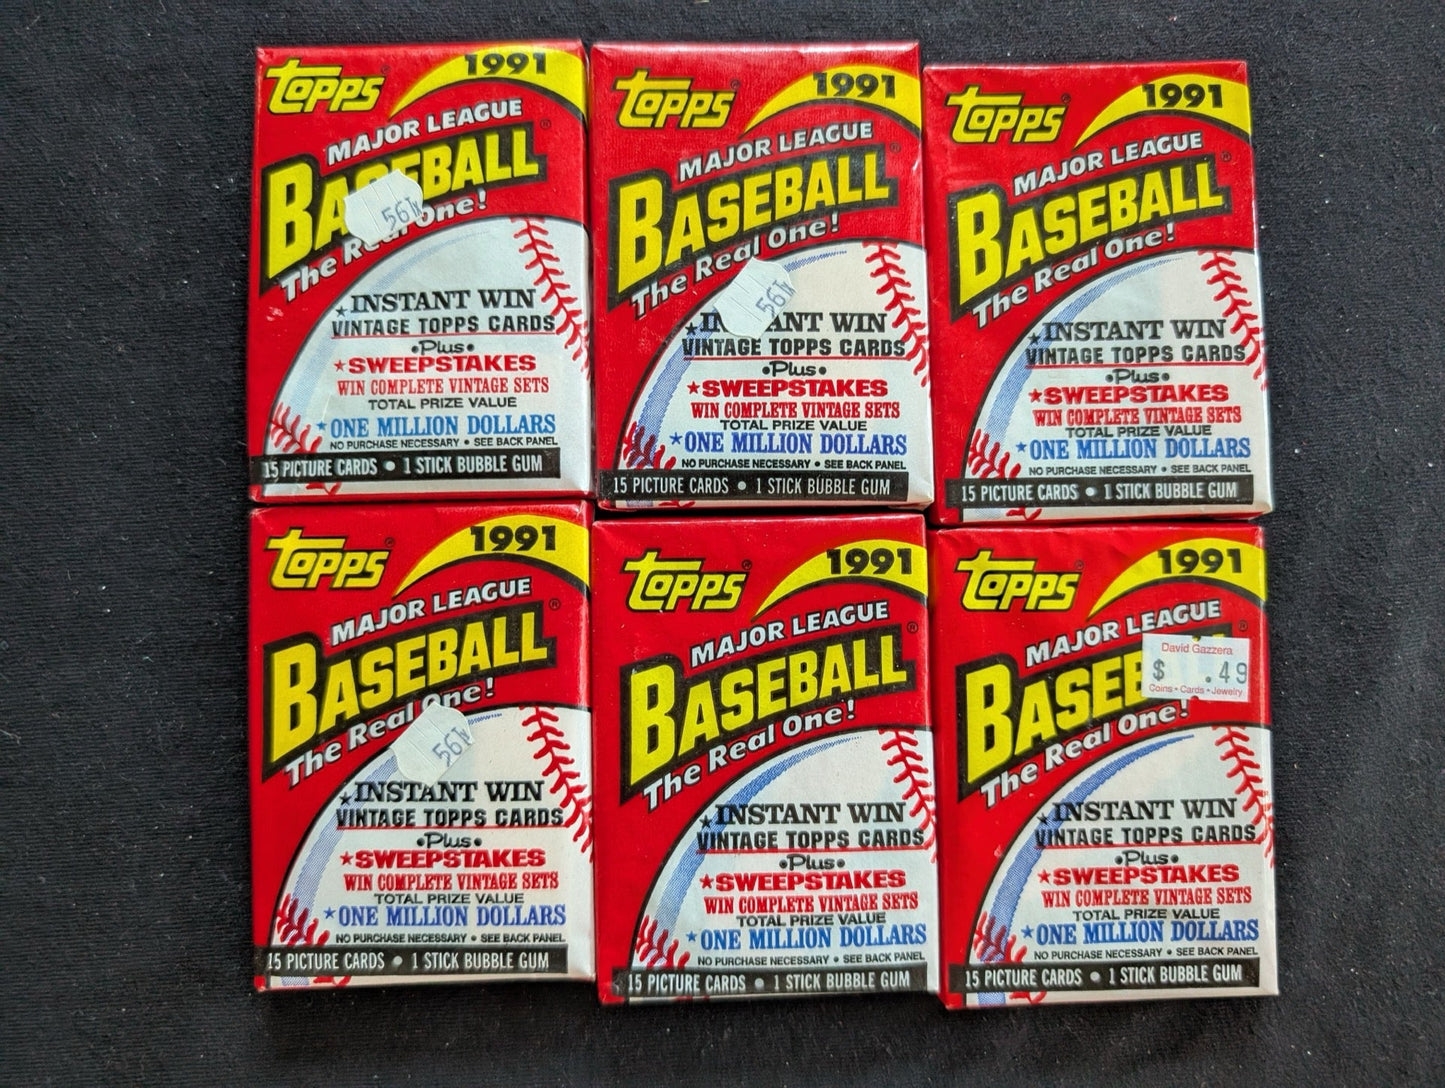 Topps® 1991
MAJOR LEAGUE
BASEBALL®
The Real One!
561W
★INSTANT WIN
VINTAGE TOPPS CARDS
•Plus•
★SWEEPSTAKES
WIN COMPLETE VINTAGE SETS
TOTAL PRIZE VALUE
★ONE MILLION DOLLARS
NO PURCHASE NECESSARY • SEE BACK PANEL
15 PICTURE CARDS • 1 STICK BUBBLE GUM
Topps® 1991
MAJOR LEAGUE
BASEBALL®
The Real One!
★INSTANT WIN
VINTAGE TOPPS CARDS
•Plus•
★SWEEPSTAKES
WIN COMPLETE VINTAGE SETS
TOTAL PRIZE VALUE
★ONE MILLION DOLLARS
NO PURCHASE NECESSARY • SEE BACK PANEL
15 PICTURE CARDS • 1 STICK BUBBLE GUM
Topps® 1991
MAJOR LEAGUE
BASEBALL®
The Real One!
★INSTANT WIN
VINTAGE TOPPS CARDS
•Plus•
★SWEEPSTAKES
WIN COMPLETE VINTAGE SETS
TOTAL PRIZE VALUE
★ONE MILLION DOLLARS
NO PURCHASE NECESSARY • SEE BACK PANEL
15 PICTURE CARDS • 1 STICK BUBBLE GUM
Topps® 1991
MAJOR LEAGUE
BASEBALL®
The Real One!
★INSTANT WIN
VINTAGE TOPPS CARDS
•Plus•
★SWEEPSTAKES
WIN COMPLETE VINTAGE SETS
TOTAL PRIZE VALUE
★ONE MILLION DOLLARS
NO PURCHASE NECESSARY • SEE BACK PANEL
15 PICTURE CARDS • 1 STICK BUBBLE GUM
Topps® 1991
MAJOR LEAGUE
BASEBALL®
The Real One!
★INSTANT WIN
VINTAGE TOPPS CARDS
•Plus•
★SWEEPSTAKES
WIN COMPLETE VINTAGE SETS
TOTAL PRIZE VALUE
★ONE MILLION DOLLARS
NO PURCHASE NECESSARY • SEE BACK PANEL
15 PICTURE CARDS • 1 STICK BUBBLE GUM
Topps® 1991
MAJOR LEAGUE
BASEBALL®
David Gazzera
$ .49
Coins • Cards • Jewelry
The Real One!
★INSTANT WIN
VINTAGE TOPPS CARDS
•Plus•
★SWEEPSTAKES
WIN COMPLETE VINTAGE SETS
TOTAL PRIZE VALUE
★ONE MILLION DOLLARS
NO PURCHASE NECESSARY • SEE BACK PANEL
15 PICTURE CARDS • 1 STICK BUBBLE GUM